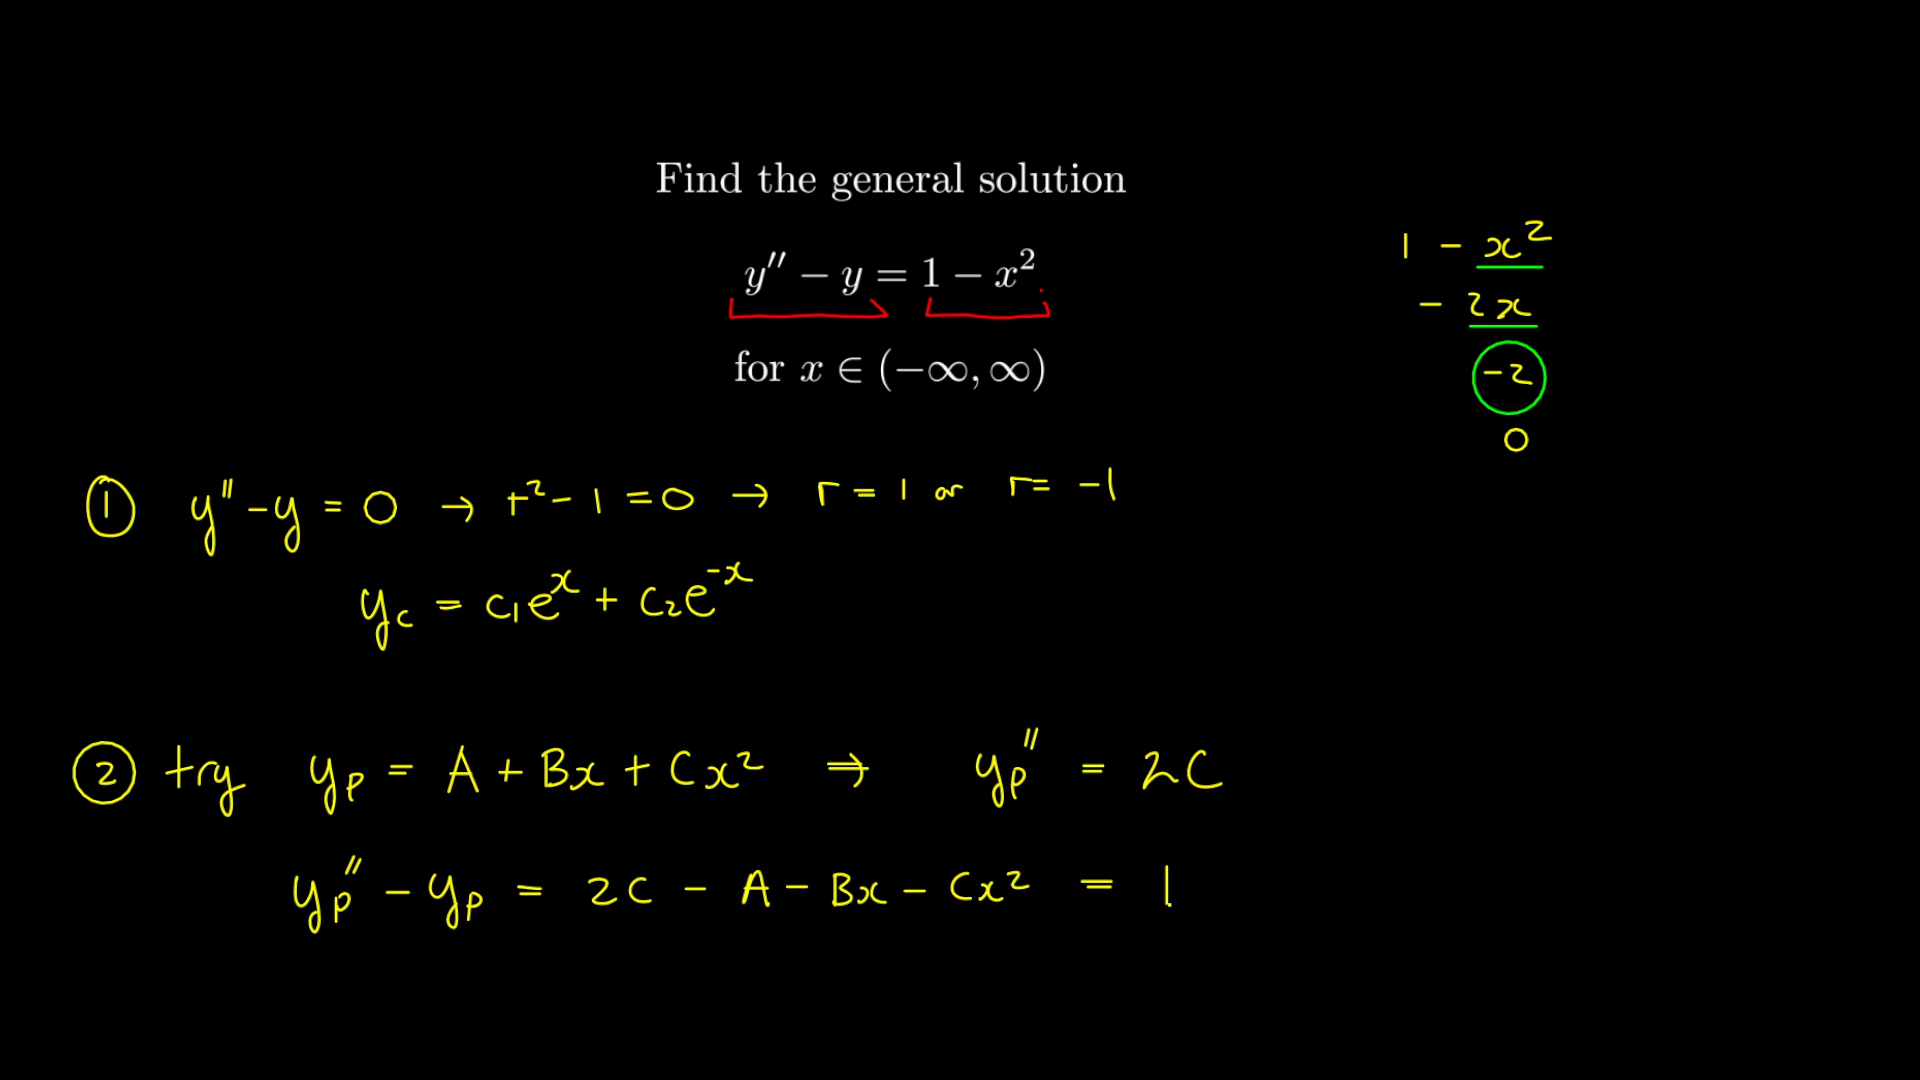 Find the general solution
y″ − y = 1 − x²
for x ∈ (−∞, ∞)
1 − x²
− 2x
−2
0
① y″ − y = 0 → r² − 1 = 0 → r = 1 or r = −1
y_c = c₁eˣ + c₂e⁻ˣ
② try y_p = A + Bx + Cx² ⇒ y_p″ = 2C
y_p″ − y_p = 2C − A − Bx − Cx² = 1